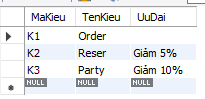 MaKieu TenKieu UuDai
K1 Order
K2 Reser Giảm 5%
K3 Party Giảm 10%
NULL NULL NULL